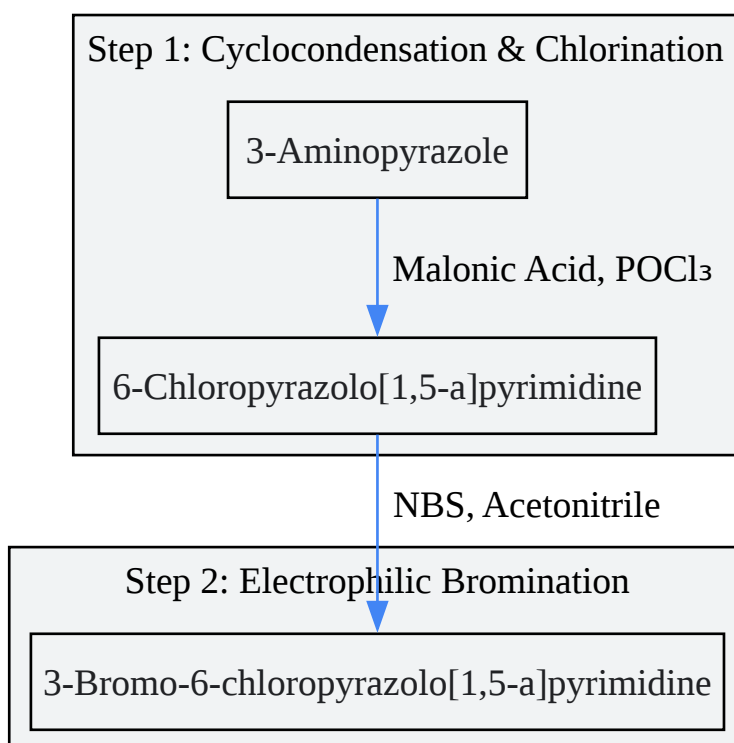 Step 1: Cyclocondensation & Chlorination
3-Aminopyrazole
Malonic Acid, POCl₃
6-Chloropyrazolo[1,5-a]pyrimidine
NBS, Acetonitrile
Step 2: Electrophilic Bromination
3-Bromo-6-chloropyrazolo[1,5-a]pyrimidine